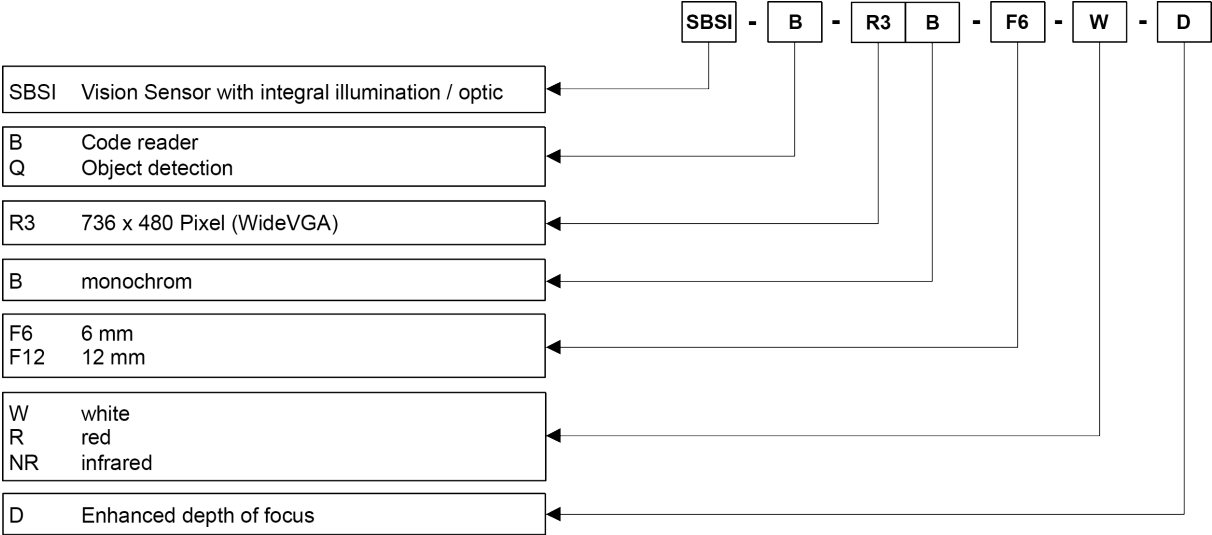 SBSI - B - R3 B - F6 - W - D
SBSI Vision Sensor with integral illumination / optic
B Code reader
Q Object detection
R3 736 x 480 Pixel (WideVGA)
B monochrom
F6 6 mm
F12 12 mm
W white
R red
NR infrared
D Enhanced depth of focus